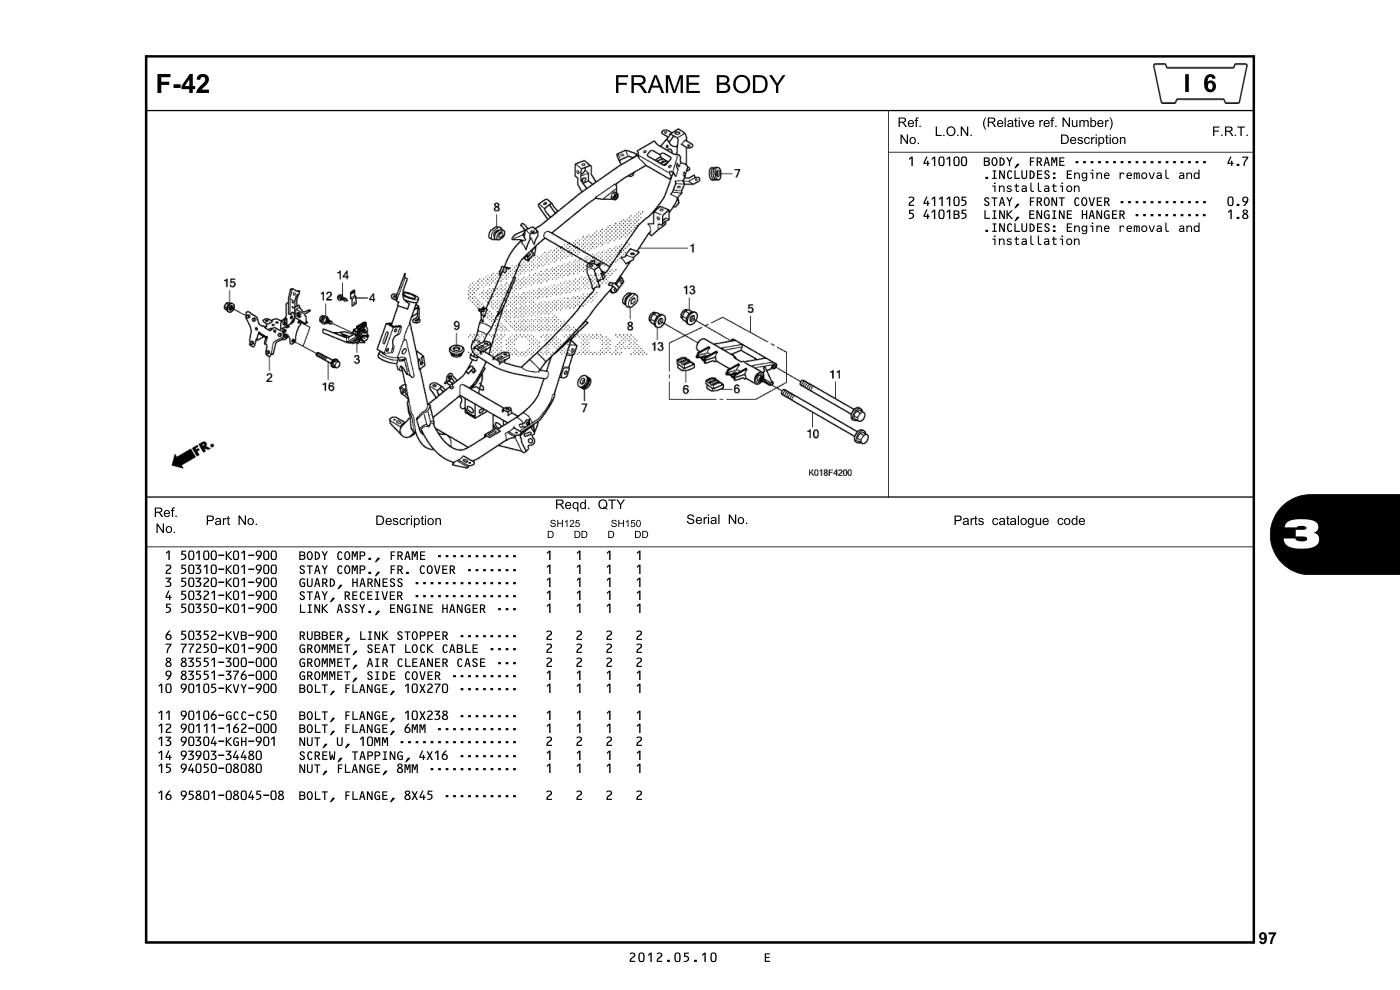 F-42
FRAME BODY
I 6
Ref. No.
L.O.N.
(Relative ref. Number)
Description
F.R.T.
1 410100 BODY, FRAME ------------------ 4.7
.INCLUDES: Engine removal and
installation
2 411105 STAY, FRONT COVER ------------ 0.9
5 4101B5 LINK, ENGINE HANGER ---------- 1.8
.INCLUDES: Engine removal and
installation
7
8
1
14
15
12
4
13
5
8
9
13
3
2
16
6
6
11
7
10
FR.
HONDA
K018F4200
Ref. No.
Part No.
Description
Reqd. QTY
SH125 SH150
D DD D DD
Serial No.
Parts catalogue code
1 50100-K01-900 BODY COMP., FRAME ----------- 1 1 1 1
2 50310-K01-900 STAY COMP., FR. COVER ------- 1 1 1 1
3 50320-K01-900 GUARD, HARNESS -------------- 1 1 1 1
4 50321-K01-900 STAY, RECEIVER -------------- 1 1 1 1
5 50350-K01-900 LINK ASSY., ENGINE HANGER --- 1 1 1 1
6 50352-KVB-900 RUBBER, LINK STOPPER -------- 2 2 2 2
7 77250-K01-900 GROMMET, SEAT LOCK CABLE ---- 2 2 2 2
8 83551-300-000 GROMMET, AIR CLEANER CASE --- 2 2 2 2
9 83551-376-000 GROMMET, SIDE COVER --------- 1 1 1 1
10 90105-KVY-900 BOLT, FLANGE, 10X270 -------- 1 1 1 1
11 90106-GCC-C50 BOLT, FLANGE, 10X238 -------- 1 1 1 1
12 90111-162-000 BOLT, FLANGE, 6MM ----------- 1 1 1 1
13 90304-KGH-901 NUT, U, 10MM ---------------- 2 2 2 2
14 93903-34480 SCREW, TAPPING, 4X16 -------- 1 1 1 1
15 94050-08080 NUT, FLANGE, 8MM ------------ 1 1 1 1
16 95801-08045-08 BOLT, FLANGE, 8X45 ---------- 2 2 2 2
3
97
2012.05.10 E